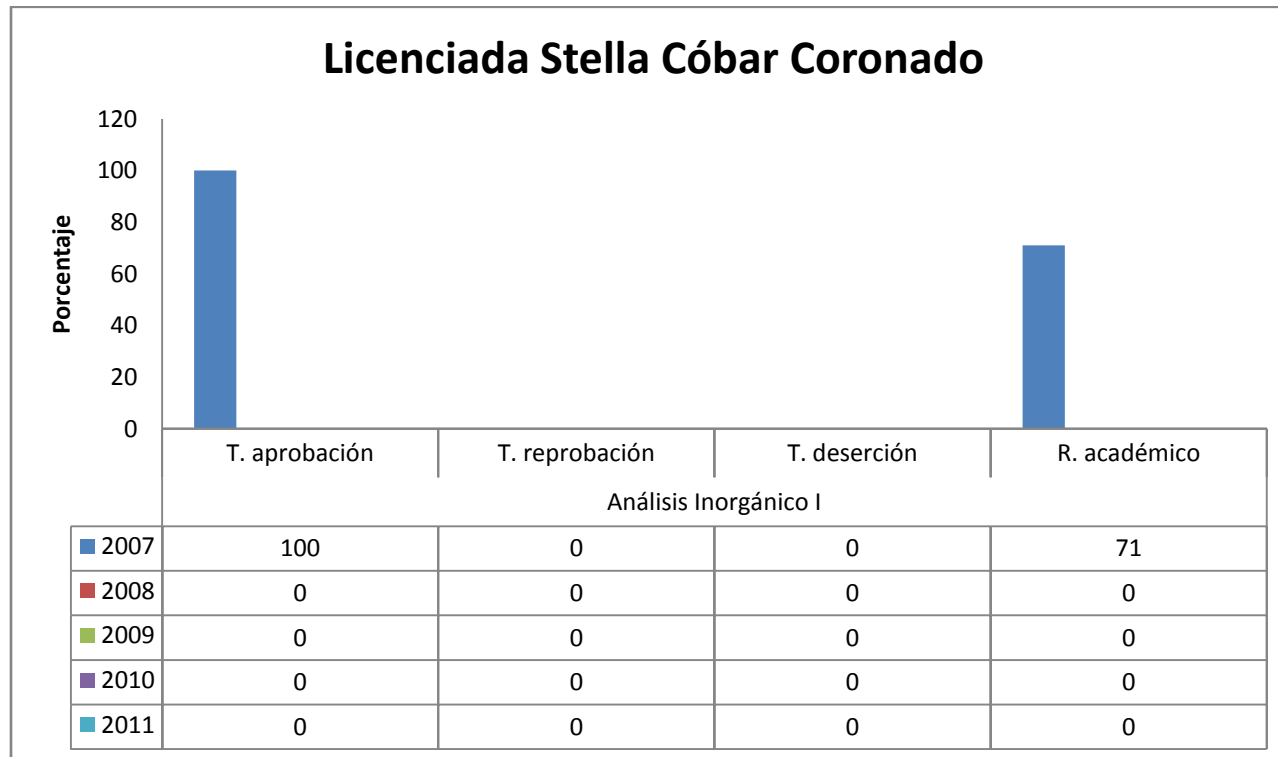 Licenciada Stella Cóbar Coronado
Porcentaje
120
100
80
60
40
20
0
T. aprobación T. reprobación T. deserción R. académico
Análisis Inorgánico I
2007 100 0 0 71
2008 0 0 0 0
2009 0 0 0 0
2010 0 0 0 0
2011 0 0 0 0